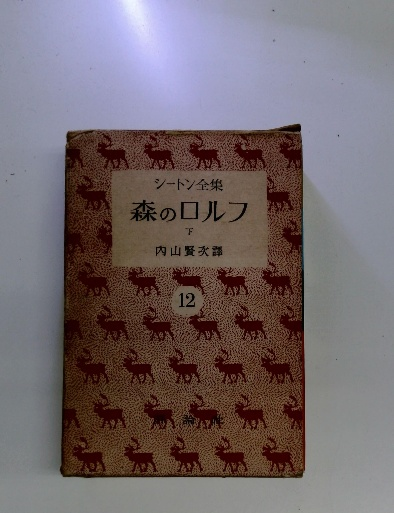 シートン全集
森のロルフ
下
内山賢次譯
12